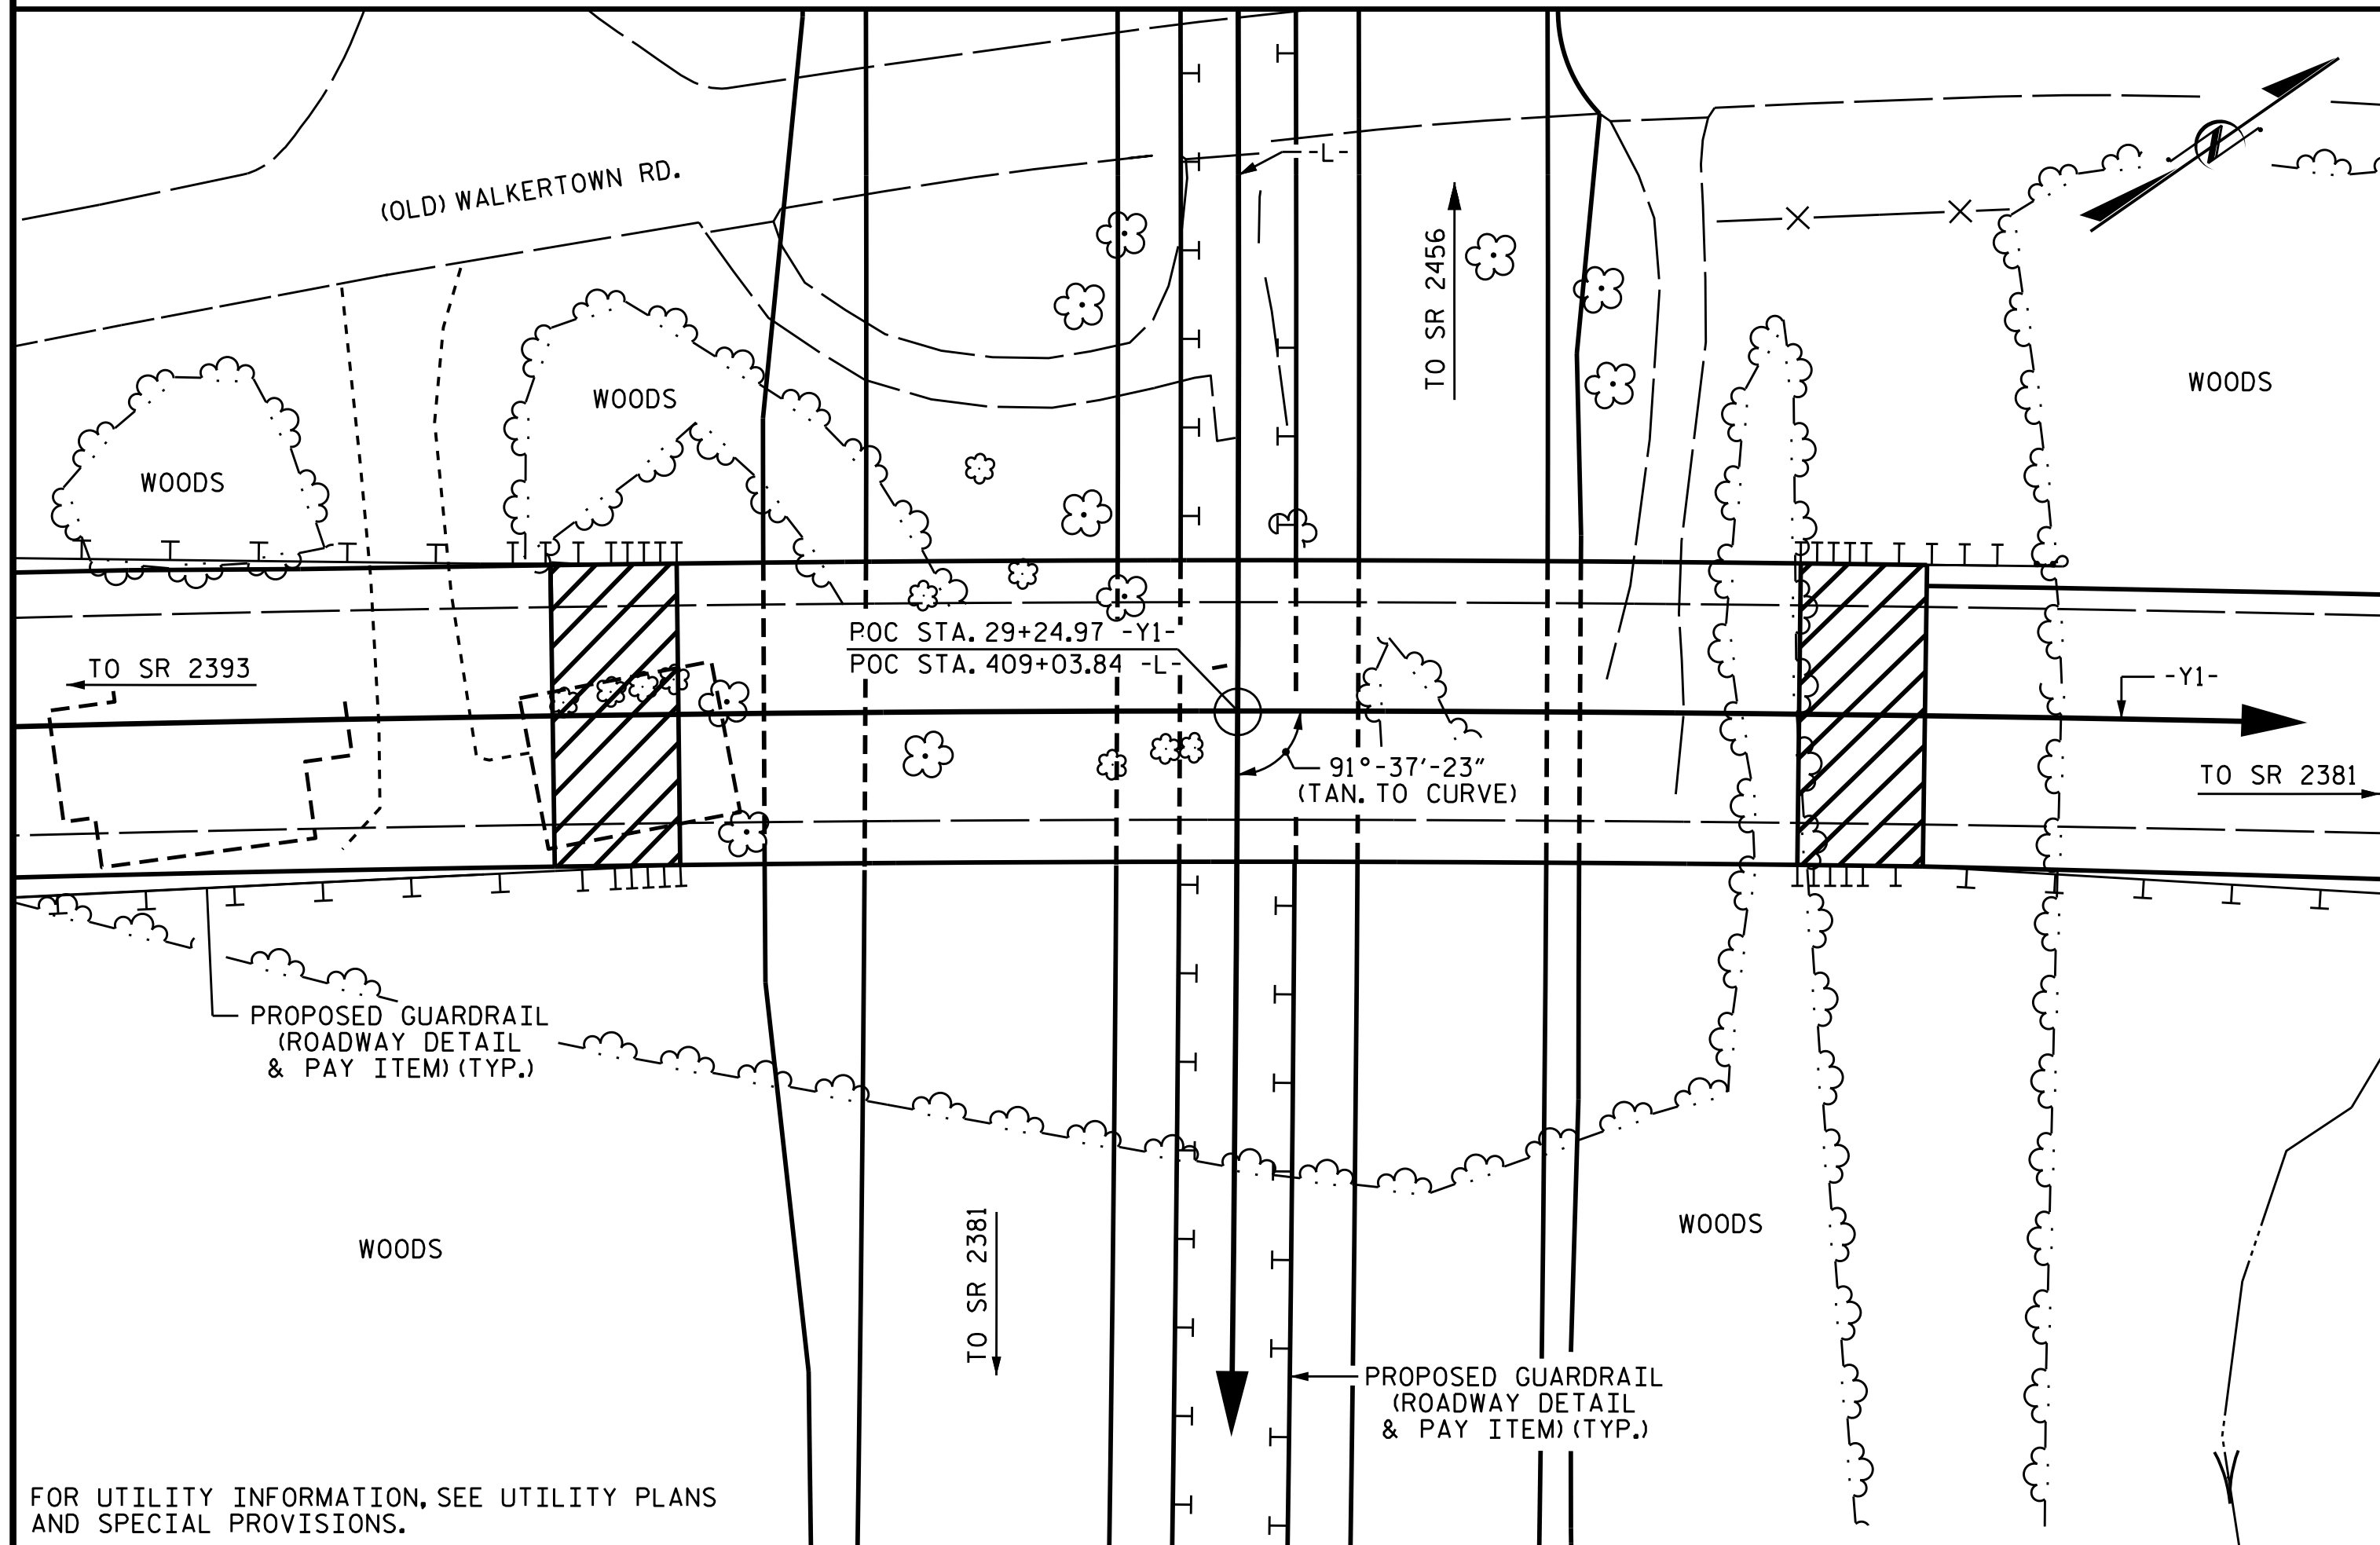 (OLD) WALKERTOWN RD.
-L-
TO SR 2456
WOODS
WOODS
WOODS
POC STA. 29+24.97 -Y1-
POC STA. 409+03.84 -L-
TO SR 2393
-Y1-
91°-37'-23"
(TAN. TO CURVE)
TO SR 2381
PROPOSED GUARDRAIL
(ROADWAY DETAIL
& PAY ITEM) (TYP.)
WOODS
WOODS
TO SR 2381
PROPOSED GUARDRAIL
(ROADWAY DETAIL
& PAY ITEM) (TYP.)
FOR UTILITY INFORMATION, SEE UTILITY PLANS
AND SPECIAL PROVISIONS.